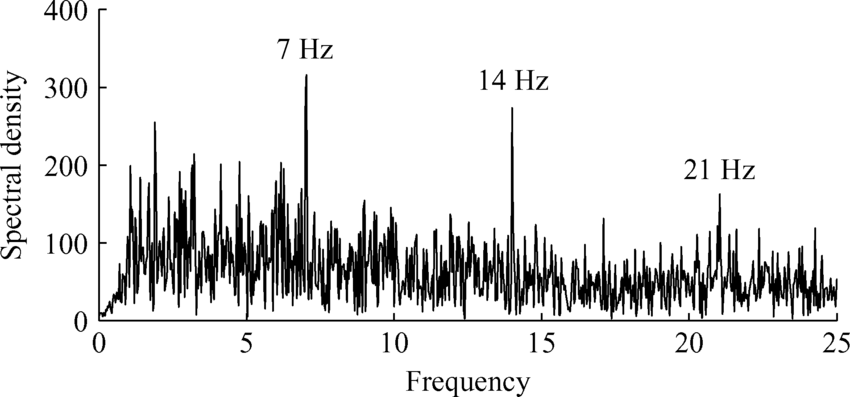 400
300
200
100
0
Spectral density
7 Hz
14 Hz
21 Hz
0 5 10 15 20 25
Frequency